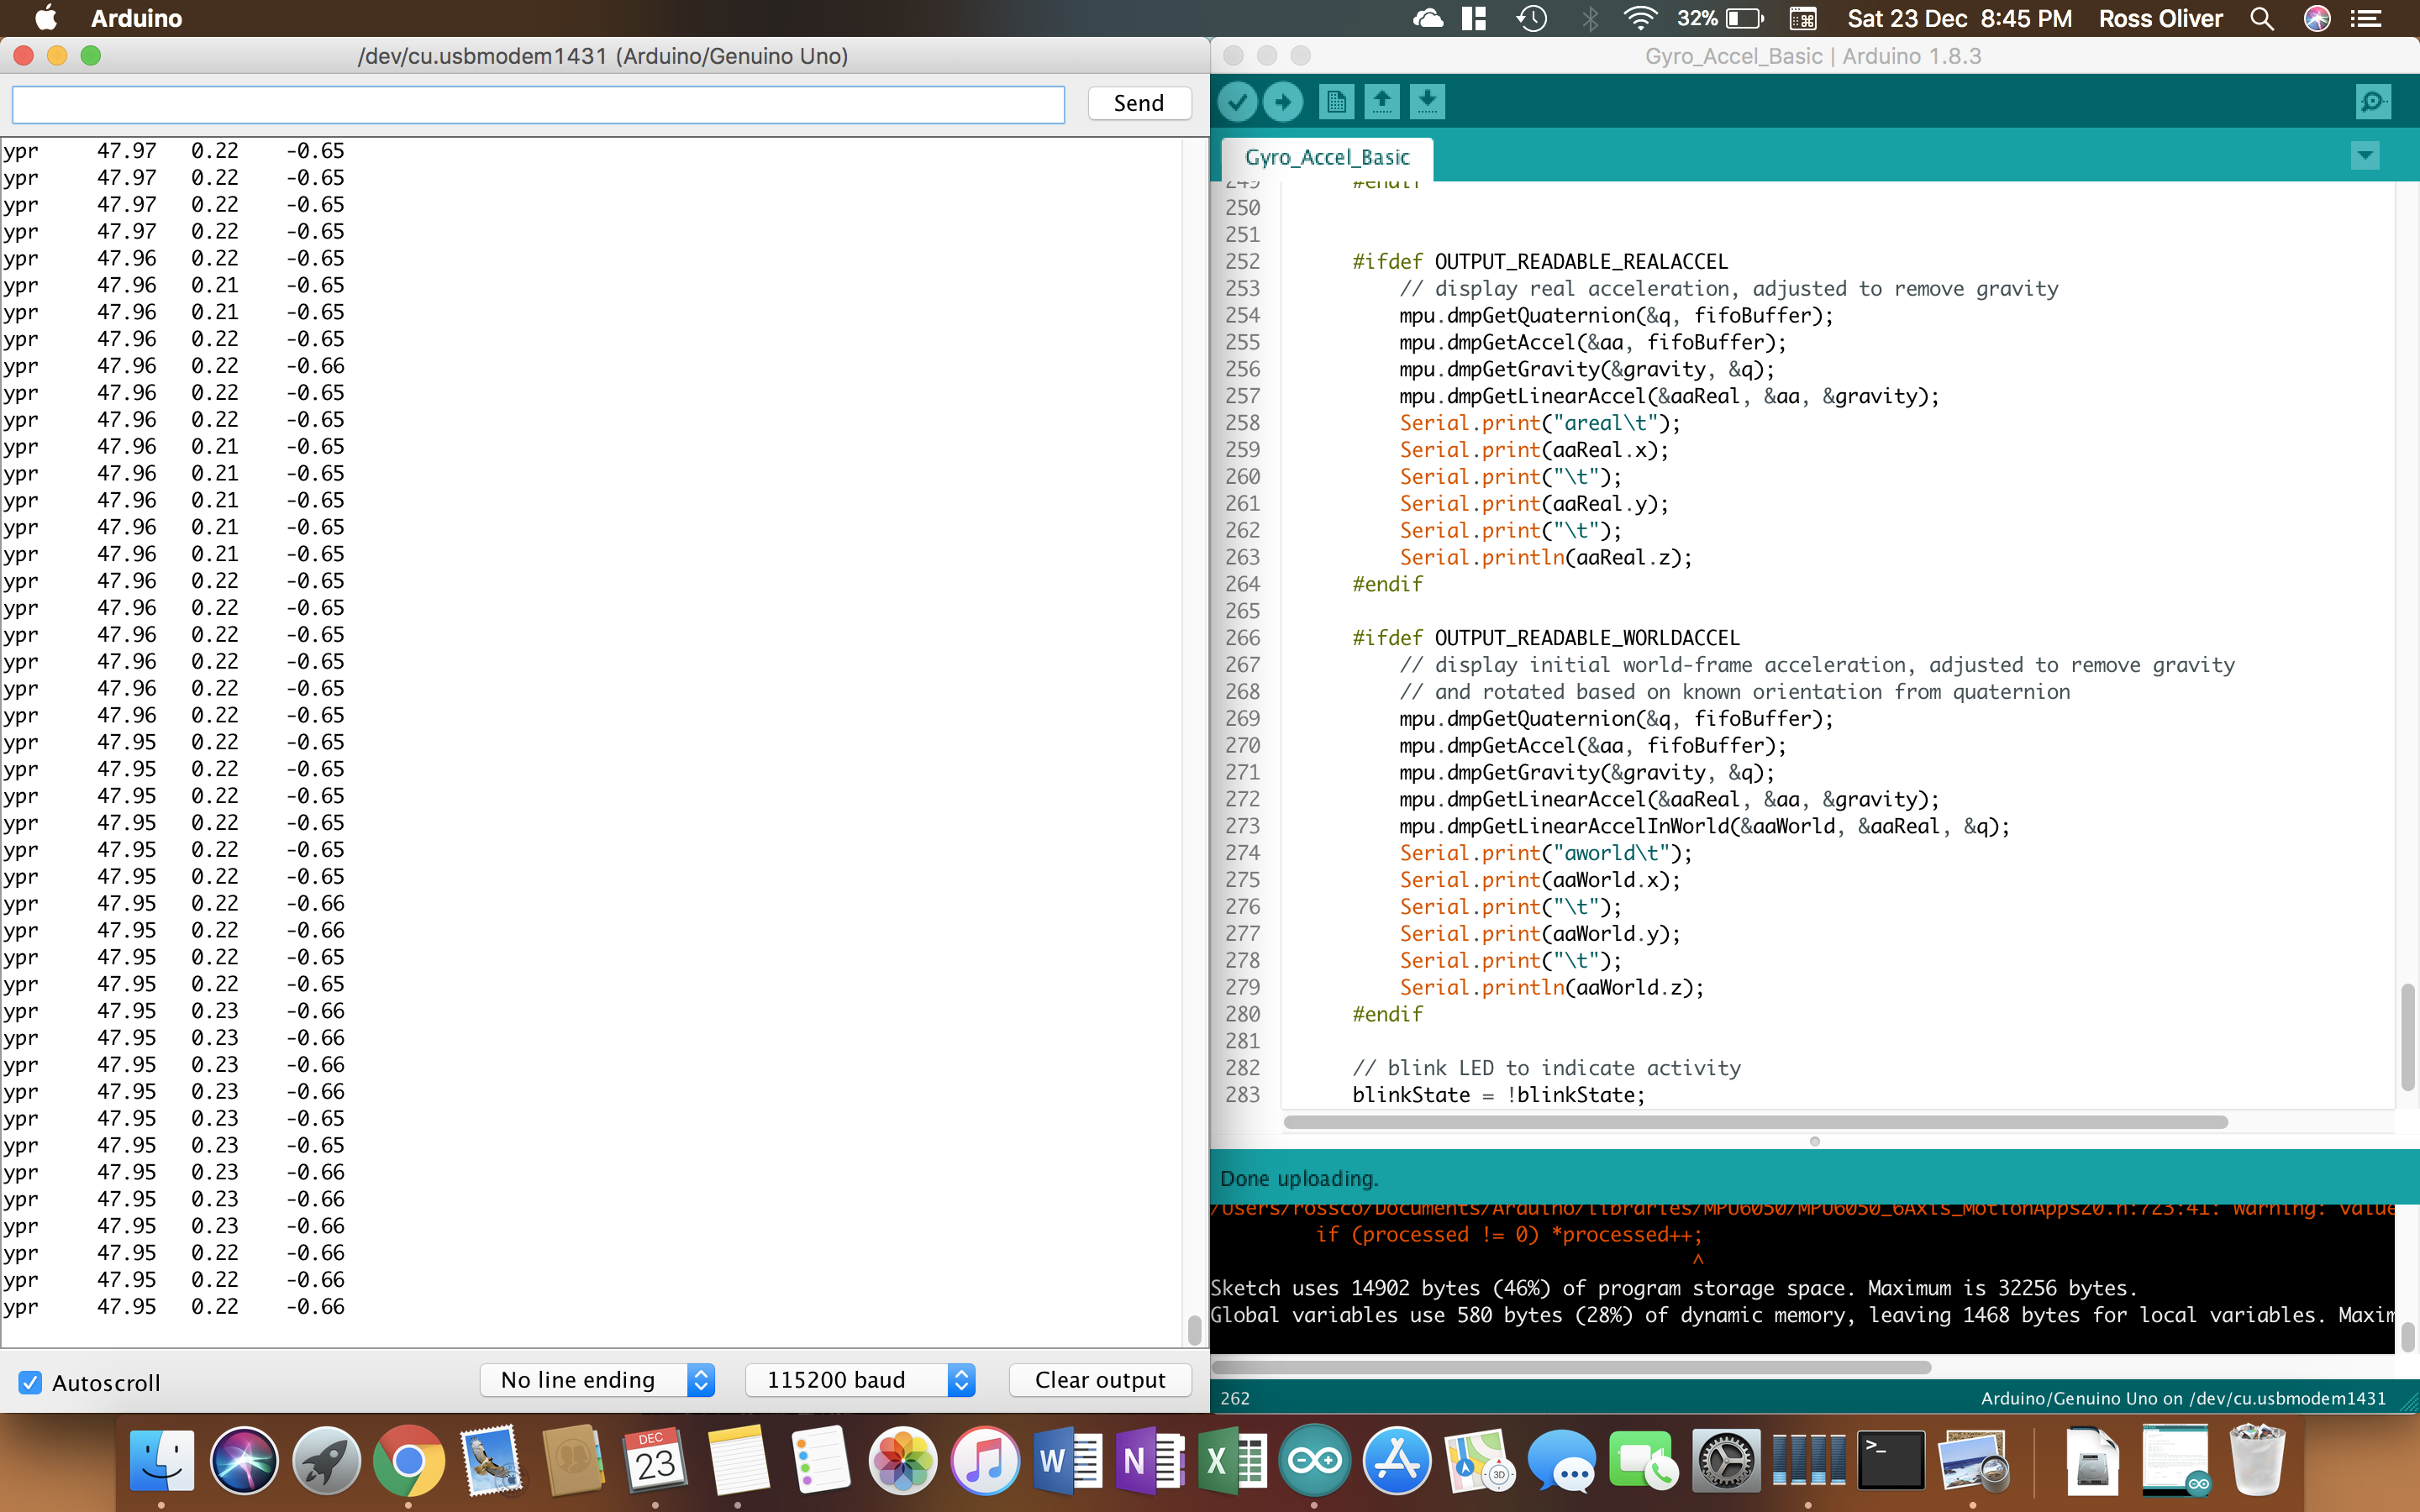 Arduino
32%
Sat 23 Dec 8:45 PM
Ross Oliver
/dev/cu.usbmodem1431 (Arduino/Genuino Uno)
Send
ypr 47.97 0.22 -0.65
ypr 47.97 0.22 -0.65
ypr 47.97 0.22 -0.65
ypr 47.97 0.22 -0.65
ypr 47.96 0.22 -0.65
ypr 47.96 0.21 -0.65
ypr 47.96 0.21 -0.65
ypr 47.96 0.22 -0.65
ypr 47.96 0.22 -0.66
ypr 47.96 0.22 -0.65
ypr 47.96 0.22 -0.65
ypr 47.96 0.21 -0.65
ypr 47.96 0.21 -0.65
ypr 47.96 0.21 -0.65
ypr 47.96 0.21 -0.65
ypr 47.96 0.21 -0.65
ypr 47.96 0.22 -0.65
ypr 47.96 0.22 -0.65
ypr 47.96 0.22 -0.65
ypr 47.96 0.22 -0.65
ypr 47.96 0.22 -0.65
ypr 47.96 0.22 -0.65
ypr 47.95 0.22 -0.65
ypr 47.95 0.22 -0.65
ypr 47.95 0.22 -0.65
ypr 47.95 0.22 -0.65
ypr 47.95 0.22 -0.65
ypr 47.95 0.22 -0.65
ypr 47.95 0.22 -0.66
ypr 47.95 0.22 -0.66
ypr 47.95 0.22 -0.65
ypr 47.95 0.22 -0.65
ypr 47.95 0.23 -0.66
ypr 47.95 0.23 -0.66
ypr 47.95 0.23 -0.66
ypr 47.95 0.23 -0.66
ypr 47.95 0.23 -0.65
ypr 47.95 0.23 -0.65
ypr 47.95 0.23 -0.66
ypr 47.95 0.23 -0.66
ypr 47.95 0.23 -0.66
ypr 47.95 0.22 -0.66
ypr 47.95 0.22 -0.66
ypr 47.95 0.22 -0.66
Autoscroll
No line ending
115200 baud
Clear output
Gyro_Accel_Basic | Arduino 1.8.3
Gyro_Accel_Basic
249 #endif
250
251
252 #ifdef OUTPUT_READABLE_REALACCEL
253 // display real acceleration, adjusted to remove gravity
254 mpu.dmpGetQuaternion(&q, fifoBuffer);
255 mpu.dmpGetAccel(&aa, fifoBuffer);
256 mpu.dmpGetGravity(&gravity, &q);
257 mpu.dmpGetLinearAccel(&aaReal, &aa, &gravity);
258 Serial.print("areal\t");
259 Serial.print(aaReal.x);
260 Serial.print("\t");
261 Serial.print(aaReal.y);
262 Serial.print("\t");
263 Serial.println(aaReal.z);
264 #endif
265
266 #ifdef OUTPUT_READABLE_WORLDACCEL
267 // display initial world-frame acceleration, adjusted to remove gravity
268 // and rotated based on known orientation from quaternion
269 mpu.dmpGetQuaternion(&q, fifoBuffer);
270 mpu.dmpGetAccel(&aa, fifoBuffer);
271 mpu.dmpGetGravity(&gravity, &q);
272 mpu.dmpGetLinearAccel(&aaReal, &aa, &gravity);
273 mpu.dmpGetLinearAccelInWorld(&aaWorld, &aaReal, &q);
274 Serial.print("aworld\t");
275 Serial.print(aaWorld.x);
276 Serial.print("\t");
277 Serial.print(aaWorld.y);
278 Serial.print("\t");
279 Serial.println(aaWorld.z);
280 #endif
281
282 // blink LED to indicate activity
283 blinkState = !blinkState;
Done uploading.
/Users/rossco/Documents/Arduino/libraries/MPU6050/MPU6050_6Axis_MotionApps20.h:723:41: warning: value
if (processed != 0) *processed++;
^
Sketch uses 14902 bytes (46%) of program storage space. Maximum is 32256 bytes.
Global variables use 580 bytes (28%) of dynamic memory, leaving 1468 bytes for local variables. Maxim
262
Arduino/Genuino Uno on /dev/cu.usbmodem1431
DEC
23
W
N
X
3D
>_